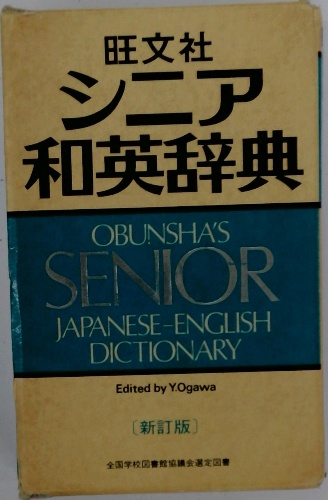 旺文社
シニア
和英辞典
OBUNSHA'S
SENIOR
JAPANESE-ENGLISH
DICTIONARY
Edited by Y.Ogawa
〔新訂版〕
全国学校図書館協議会選定図書